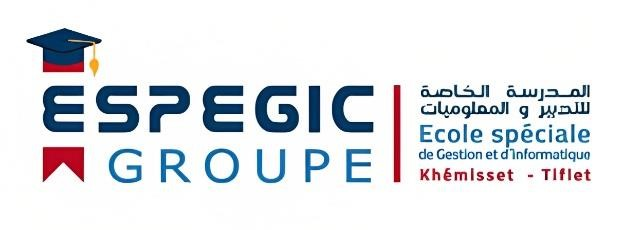 ESPEGIC
GROUPE
المدرسة الخاصة
للتدبير و المعلوميات
Ecole spéciale
de Gestion et d'Informatique
Khémisset - Tiflet